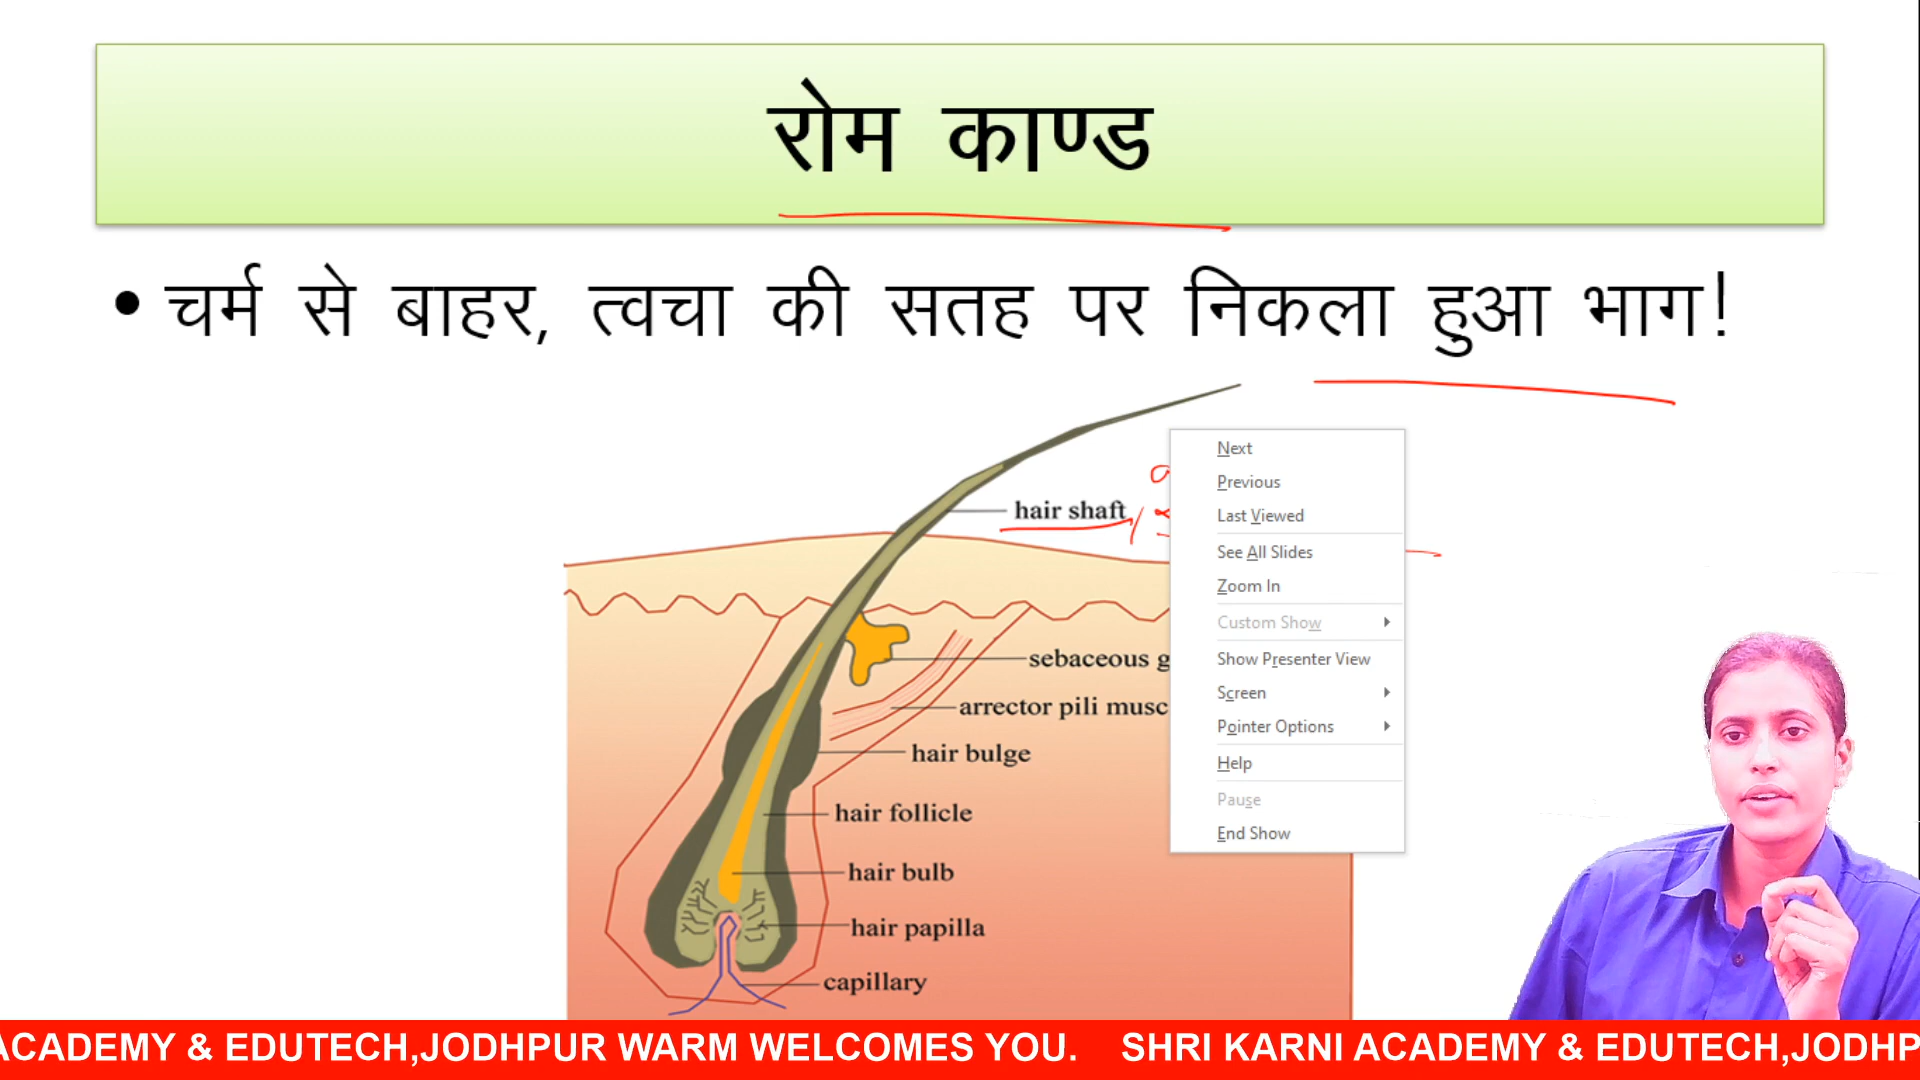 रोम काण्ड
• चर्म से बाहर, त्वचा की सतह पर निकला हुआ भाग!
hair shaft
sebaceous g
arrector pili musc
hair bulge
hair follicle
hair bulb
hair papilla
capillary
Next
Previous
Last Viewed
See All Slides
Zoom In
Custom Show
Show Presenter View
Screen
Pointer Options
Help
Pause
End Show
ACADEMY & EDUTECH,JODHPUR WARM WELCOMES YOU. SHRI KARNI ACADEMY & EDUTECH,JODHP